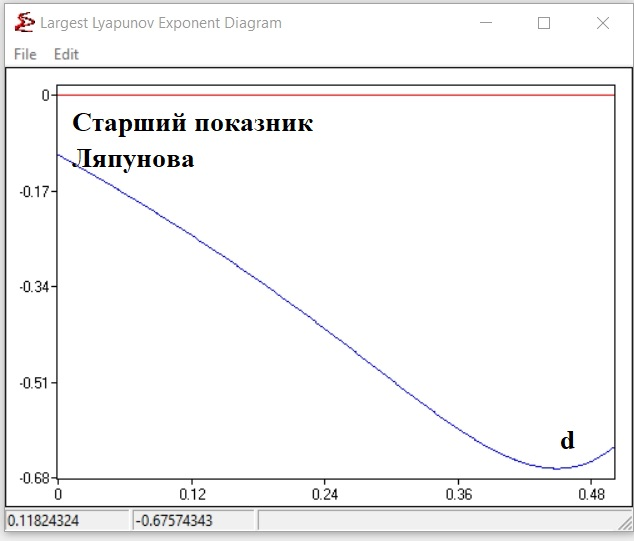 Largest Lyapunov Exponent Diagram
File Edit
0
Старший показник
Ляпунова
-0.17
-0.34
-0.51
d
-0.68
0 0.12 0.24 0.36 0.48
0.11824324 -0.67574343